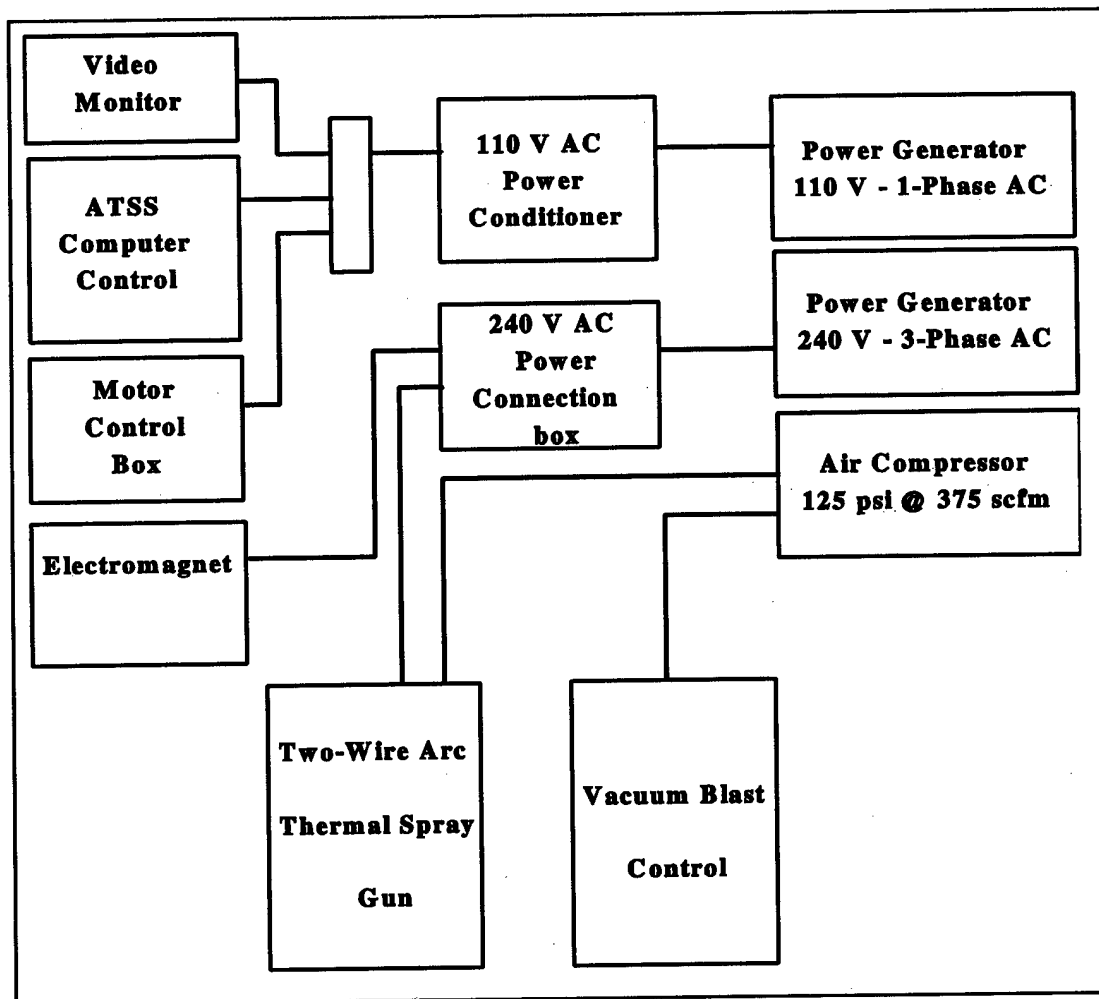 Video
Monitor
ATSS
Computer
Control
Motor
Control
Box
Electromagnet
110 V AC
Power
Conditioner
240 V AC
Power
Connection
box
Power Generator
110 V - 1-Phase AC
Power Generator
240 V - 3-Phase AC
Air Compressor
125 psi @ 375 scfm
Two-Wire Arc
Thermal Spray
Gun
Vacuum Blast
Control